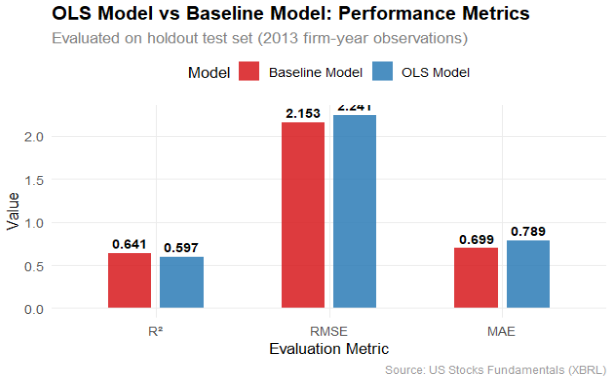 OLS Model vs Baseline Model: Performance Metrics
Evaluated on holdout test set (2013 firm-year observations)
Model Baseline Model OLS Model
2.153 2.241
2.0
1.5
Value
1.0
0.699 0.789
0.641 0.597
0.5
0.0
R² RMSE MAE
Evaluation Metric
Source: US Stocks Fundamentals (XBRL)